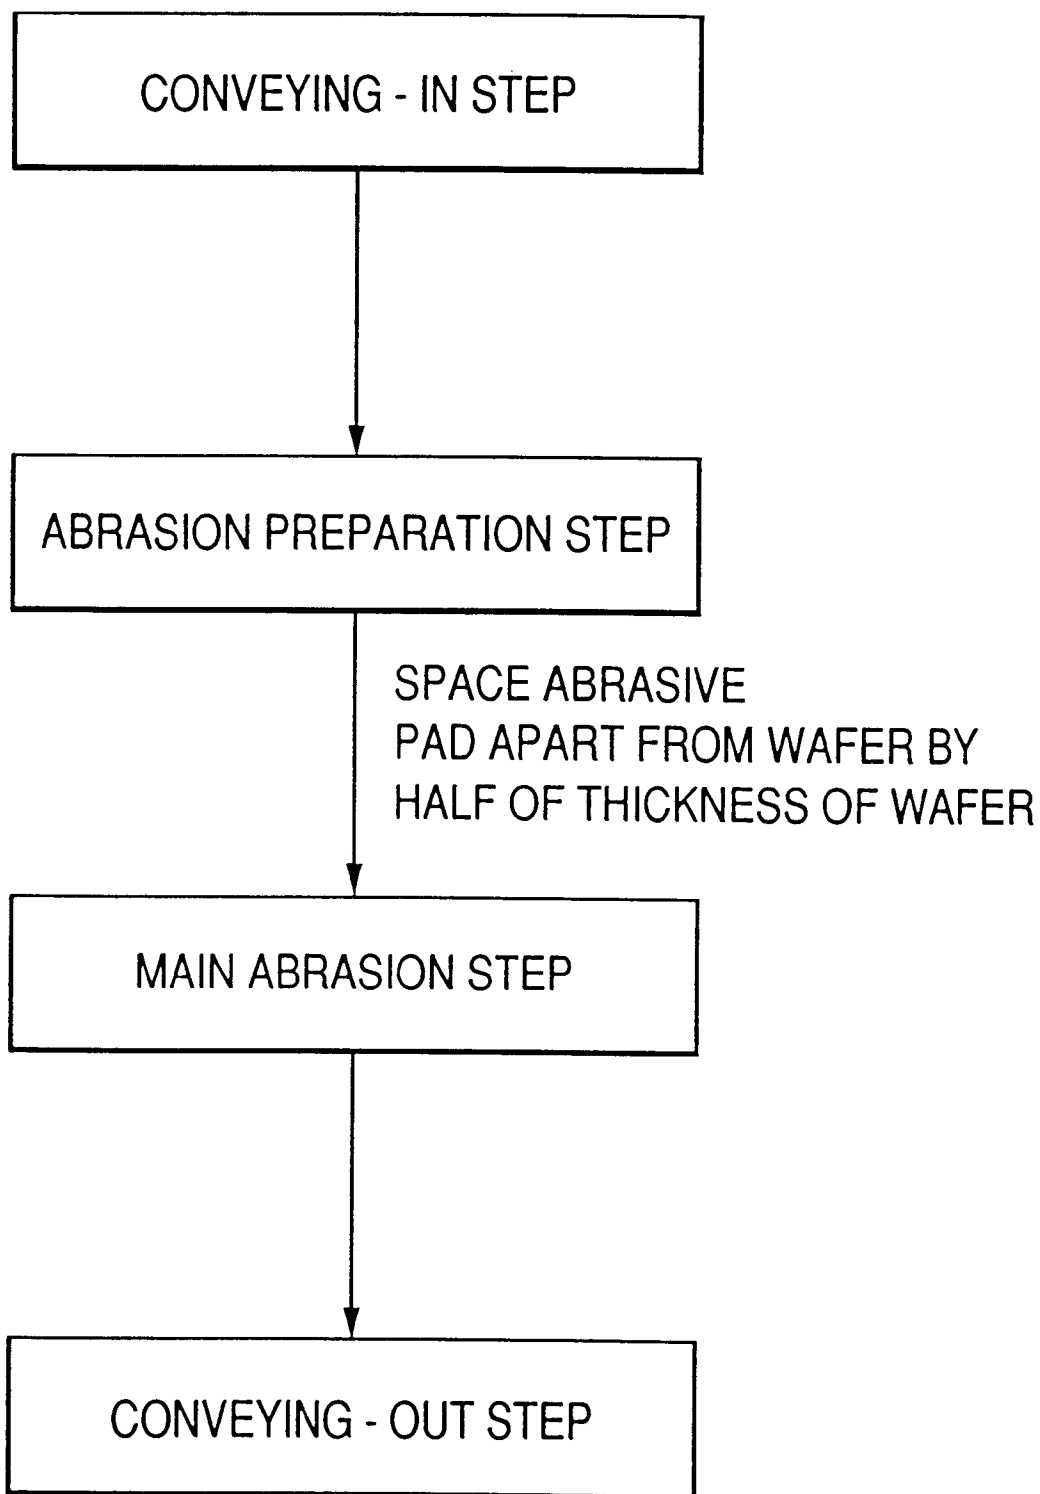 CONVEYING - IN STEP
ABRASION PREPARATION STEP
SPACE ABRASIVE
PAD APART FROM WAFER BY
HALF OF THICKNESS OF WAFER
MAIN ABRASION STEP
CONVEYING - OUT STEP